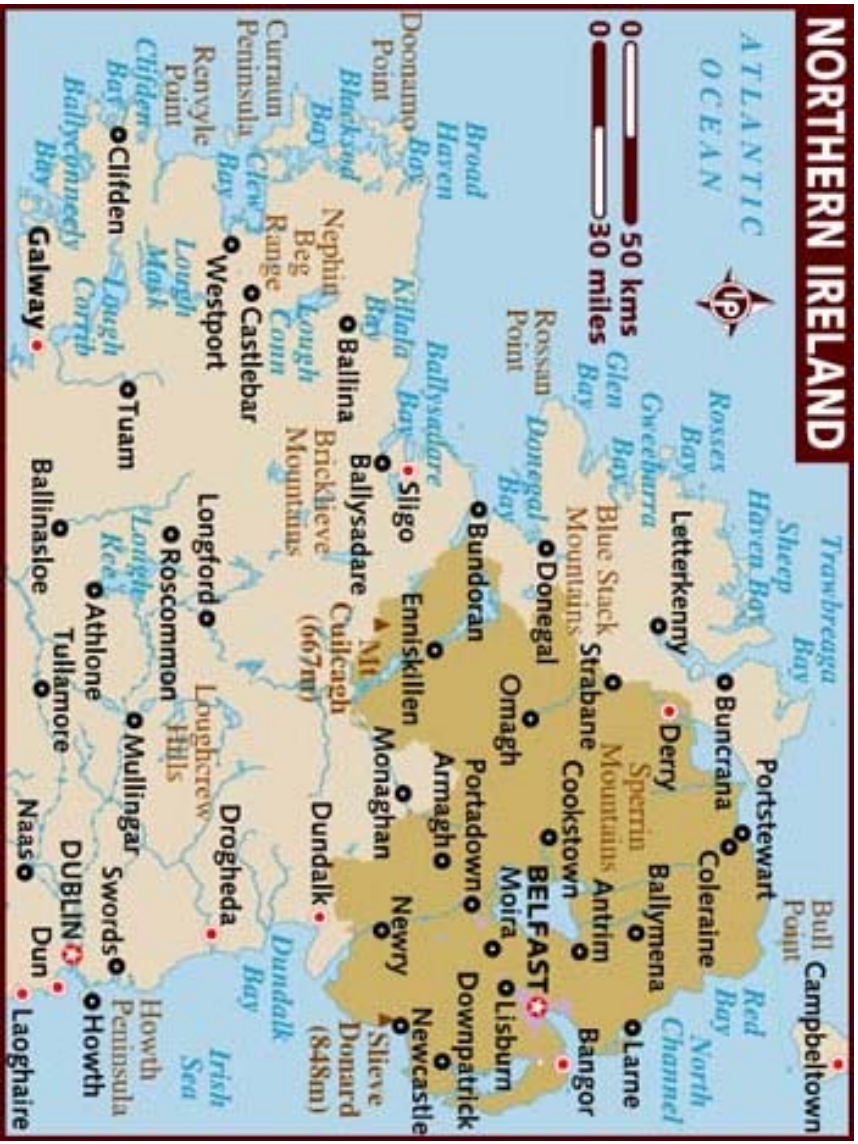 NORTHERN IRELAND
ATLANTIC
OCEAN
0 50 kms
0 30 miles
Trawbreaga
Bay
Sheep
Haven Bay
Rosses
Bay
Gweebarra
Bay
Glen
Bay
Rossan
Point
Bull
Point
Campbeltown
Red
Bay
North
Channel
Portstewart
Coleraine
Buncrana
Letterkenny
Derry
Ballymena
Larne
Sperrin
Mountains
Strabane
Blue Stack
Mountains
Antrim
Bangor
Cookstown
BELFAST
Donegal
Donegal
Bay
Omagh
Moira
Lisburn
Portadown
Downpatrick
Bundoran
Armagh
Newcastle
Enniskillen
Newry
Monaghan
Slieve
Donard
(848m)
Mt
Cuilcagh
(667m)
Broad
Haven
Bay
Doonamo
Point
Ballysadare
Bay
Sligo
Killala
Bay
Ballysadare
Blacksod
Bay
Ballina
Nephin
Beg
Range
Lough
Conn
Bricklieve
Mountains
Dundalk
Dundalk
Bay
Curraun
Peninsula
Clew
Bay
Castlebar
Westport
Longford
Drogheda
Loughcrew
Hills
Irish
Sea
Renvyle
Point
Lough
Mask
Roscommon
Clifden
Bay
Clifden
Lough
Corrib
Tuam
Lough
Ree
Mullingar
Swords
Howth
Peninsula
Athlone
Howth
Ballyconneely
Bay
Galway
Ballinasloe
Tullamore
DUBLIN
Dun
Laoghaire
Naas